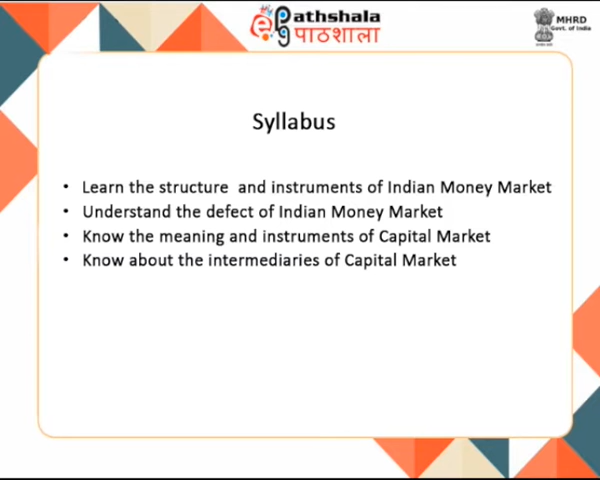 ePgpathshala
पाठशाला
MHRD
Govt. of India
Syllabus
• Learn the structure and instruments of Indian Money Market
• Understand the defect of Indian Money Market
• Know the meaning and instruments of Capital Market
• Know about the intermediaries of Capital Market